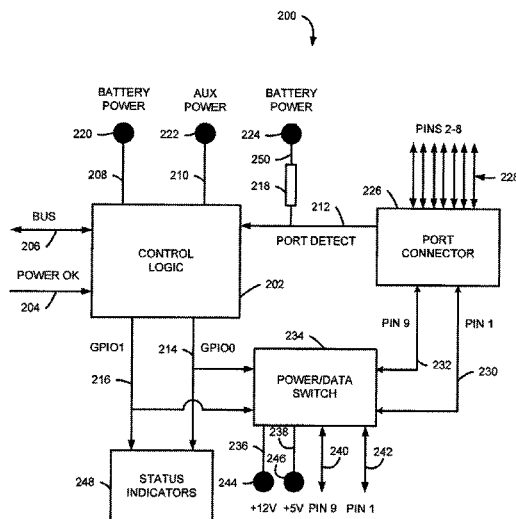 200
BATTERY POWER
AUX POWER
BATTERY POWER
220
222
224
PINS 2-8
250
208
210
218
226
228
212
BUS
206
PORT DETECT
CONTROL LOGIC
PORT CONNECTOR
POWER OK
204
202
234
PIN 9
PIN 1
GPIO1
214
GPIO0
216
POWER/DATA SWITCH
232
230
236
238
240
242
248
STATUS INDICATORS
244
246
+12V
+5V
PIN 9
PIN 1